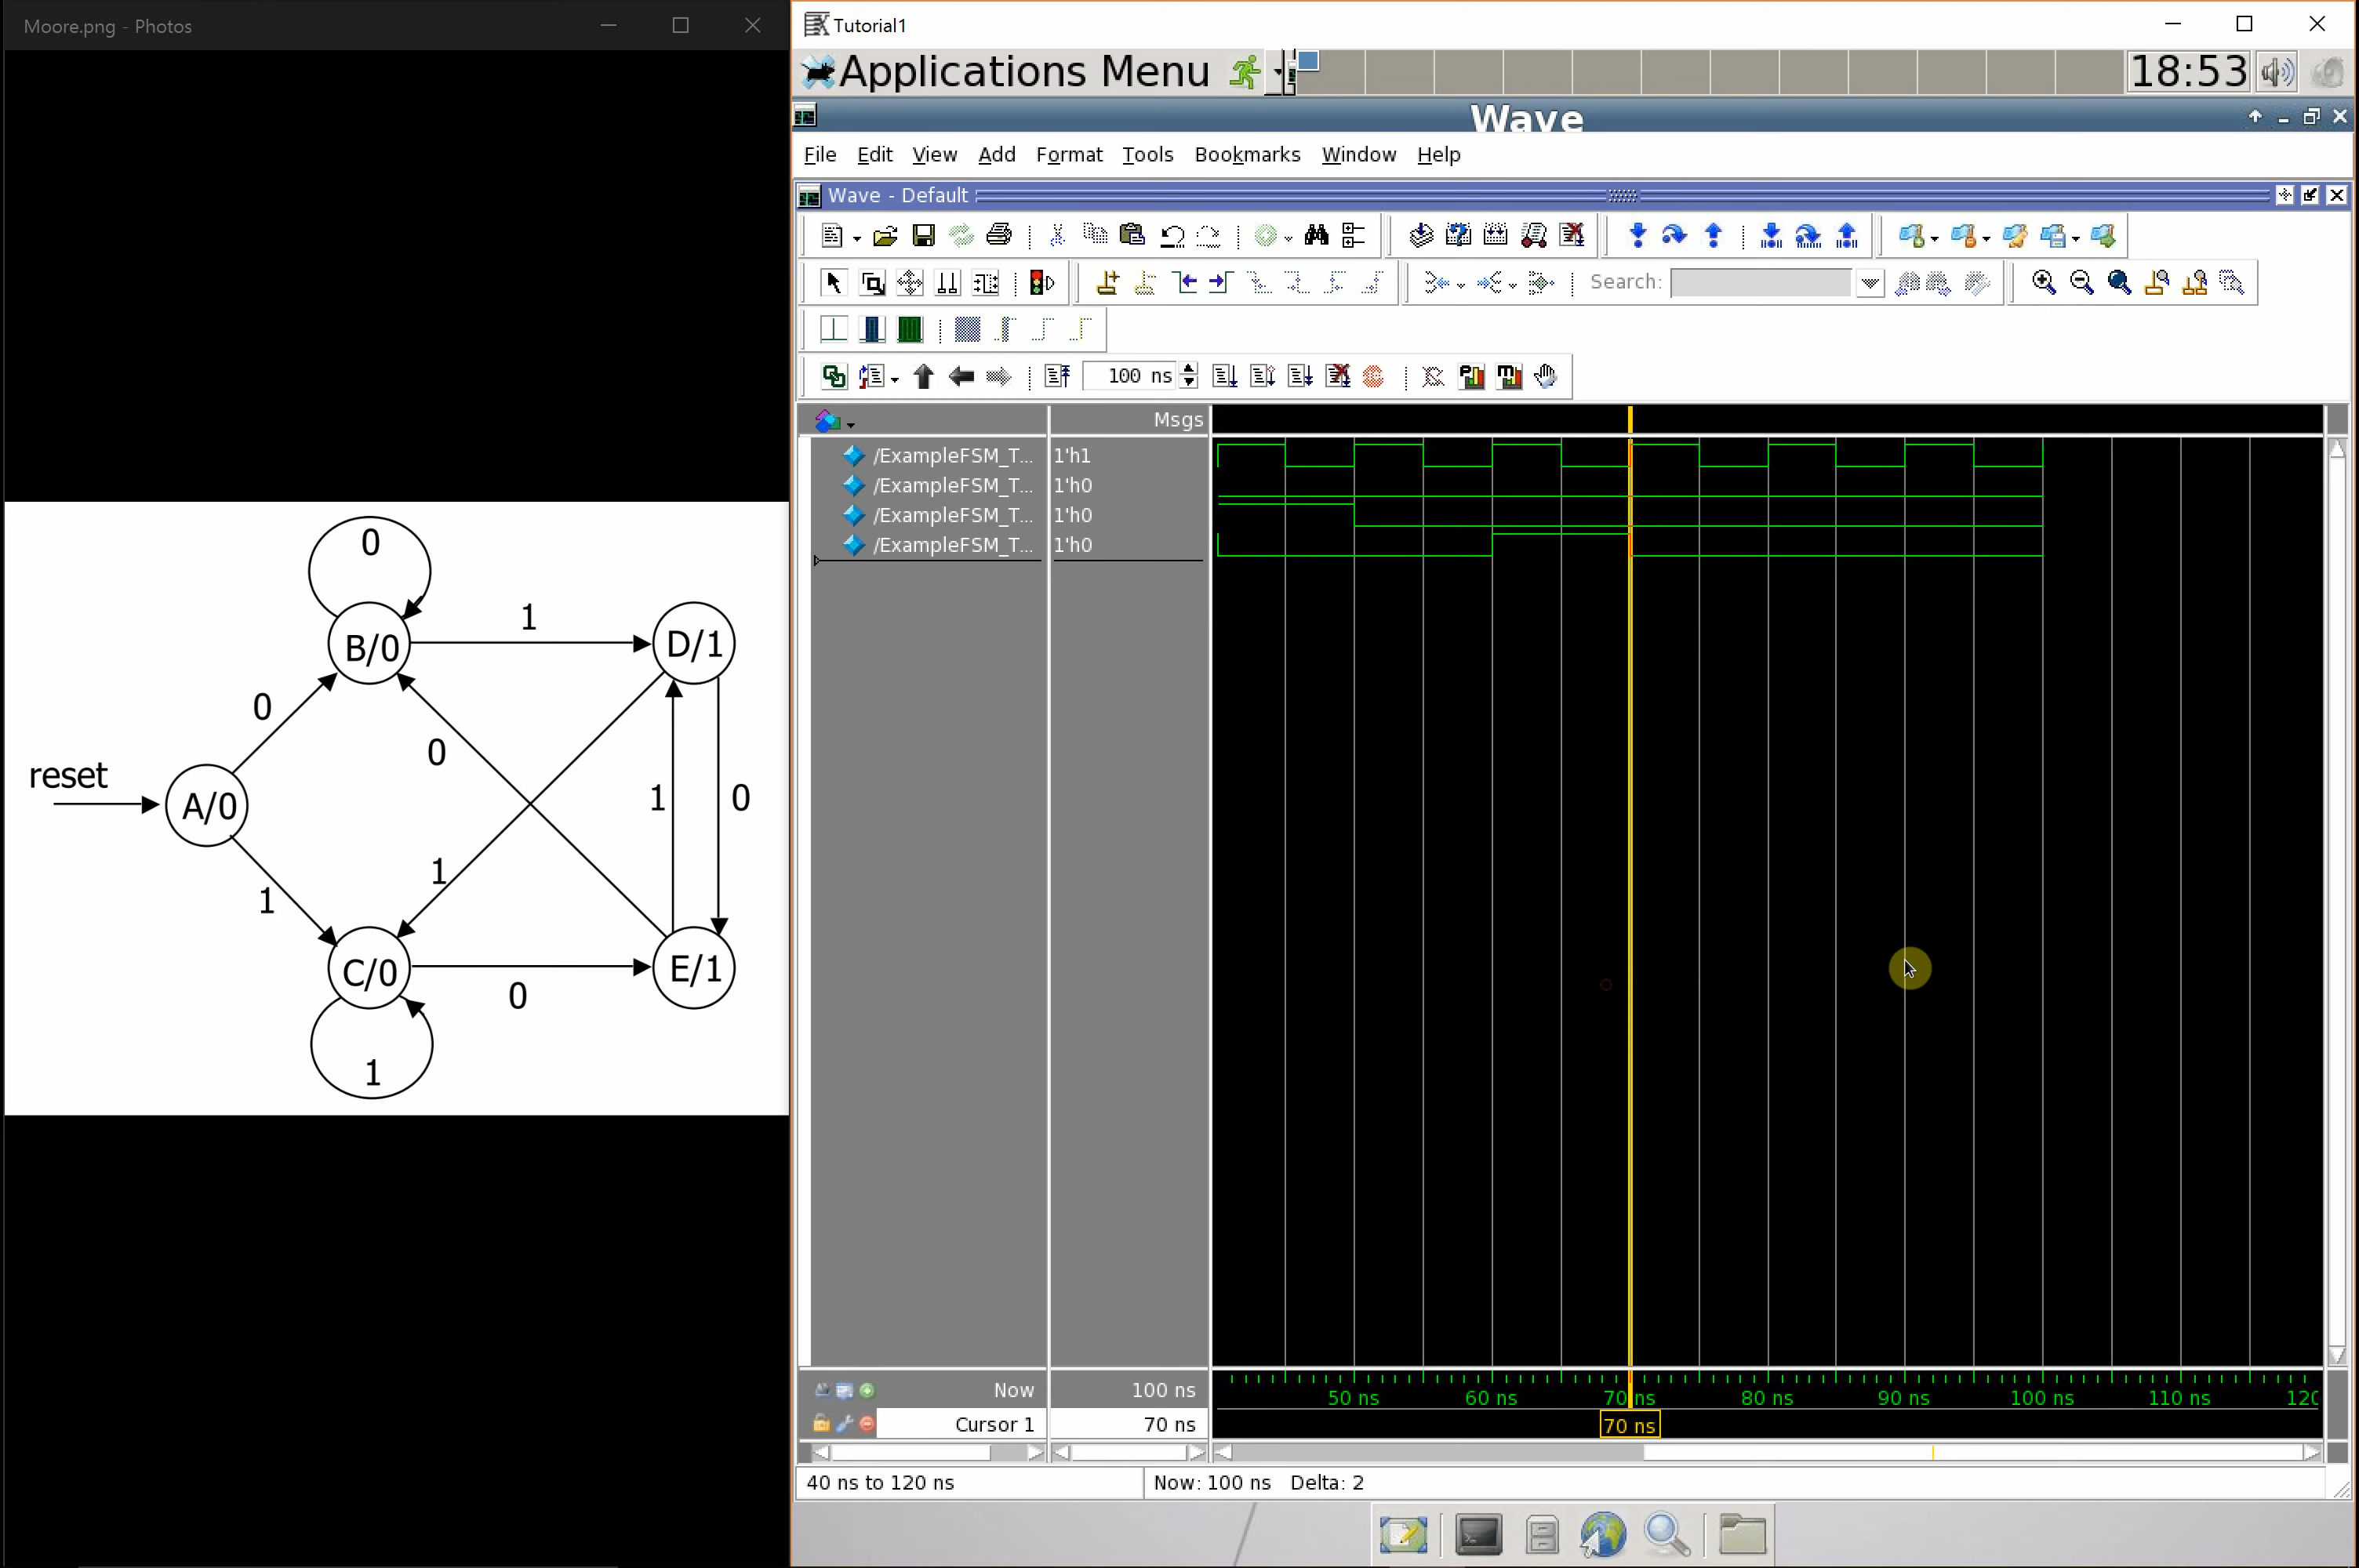 Moore.png - Photos
0
B/0
1
D/1
0
0
reset
A/0
1
0
1
1
C/0
0
E/1
1
Tutorial1
Applications Menu
18:53
Wave
File Edit View Add Format Tools Bookmarks Window Help
Wave - Default
Search:
100 ns
Msgs
/ExampleFSM_T... 1'h1
/ExampleFSM_T... 1'h0
/ExampleFSM_T... 1'h0
/ExampleFSM_T... 1'h0
Now 100 ns
50 ns 60 ns 70 ns 80 ns 90 ns 100 ns 110 ns 120
Cursor 1 70 ns
70 ns
40 ns to 120 ns
Now: 100 ns Delta: 2